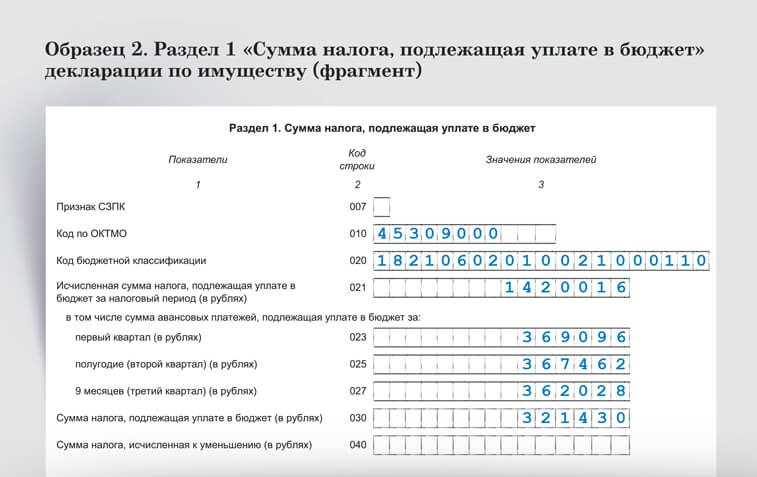 Образец 2. Раздел 1 «Сумма налога, подлежащая уплате в бюджет»
декларации по имуществу (фрагмент)
Раздел 1. Сумма налога, подлежащая уплате в бюджет
Показатели Код строки Значения показателей
1 2 3
Признак СЗПК 007
Код по ОКТМО 010 45309000
Код бюджетной классификации 020 18210602010021000110
Исчисленная сумма налога, подлежащая уплате в 021 1420016
бюджет за налоговый период (в рублях)
в том числе сумма авансовых платежей, подлежащая уплате в бюджет за:
первый квартал (в рублях) 023 369096
полугодие (второй квартал) (в рублях) 025 367462
9 месяцев (третий квартал) (в рублях) 027 362028
Сумма налога, подлежащая уплате в бюджет (в рублях) 030 321430
Сумма налога, исчисленная к уменьшению (в рублях) 040